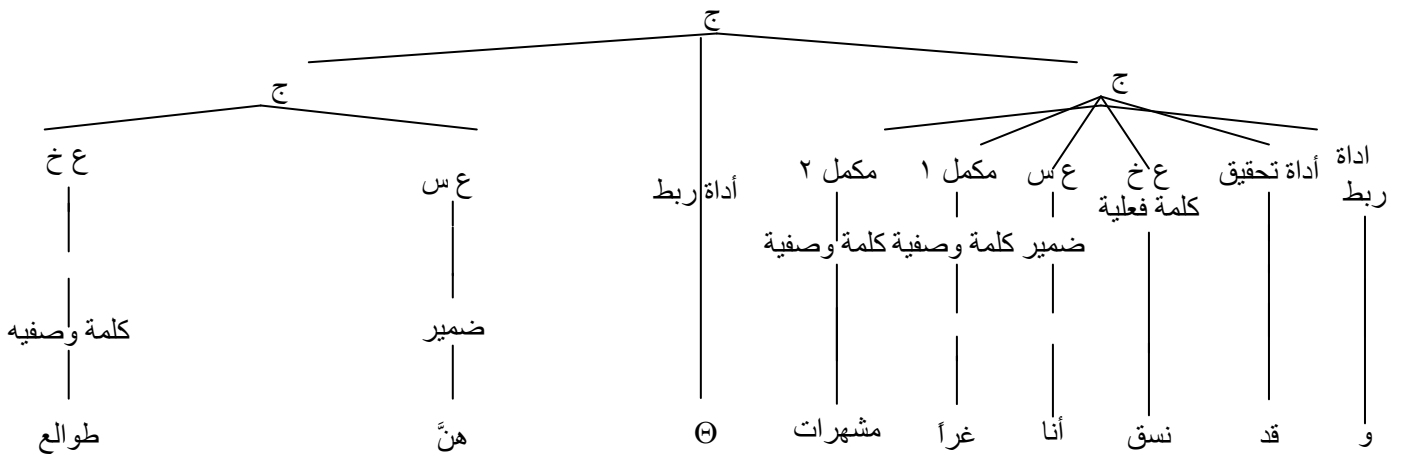 ج
ج
ج
اداة
ربط
أداة تحقيق
ع خ
كلمة فعلية
ع س
مكمل ١
مكمل ٢
أداة ربط
ع س
ع خ
ضمير
كلمة وصفية
كلمة وصفية
ضمير
كلمة وصفيه
و
قد
نسق
أنا
غراً
مشهرات
Θ
هنَّ
طوالع